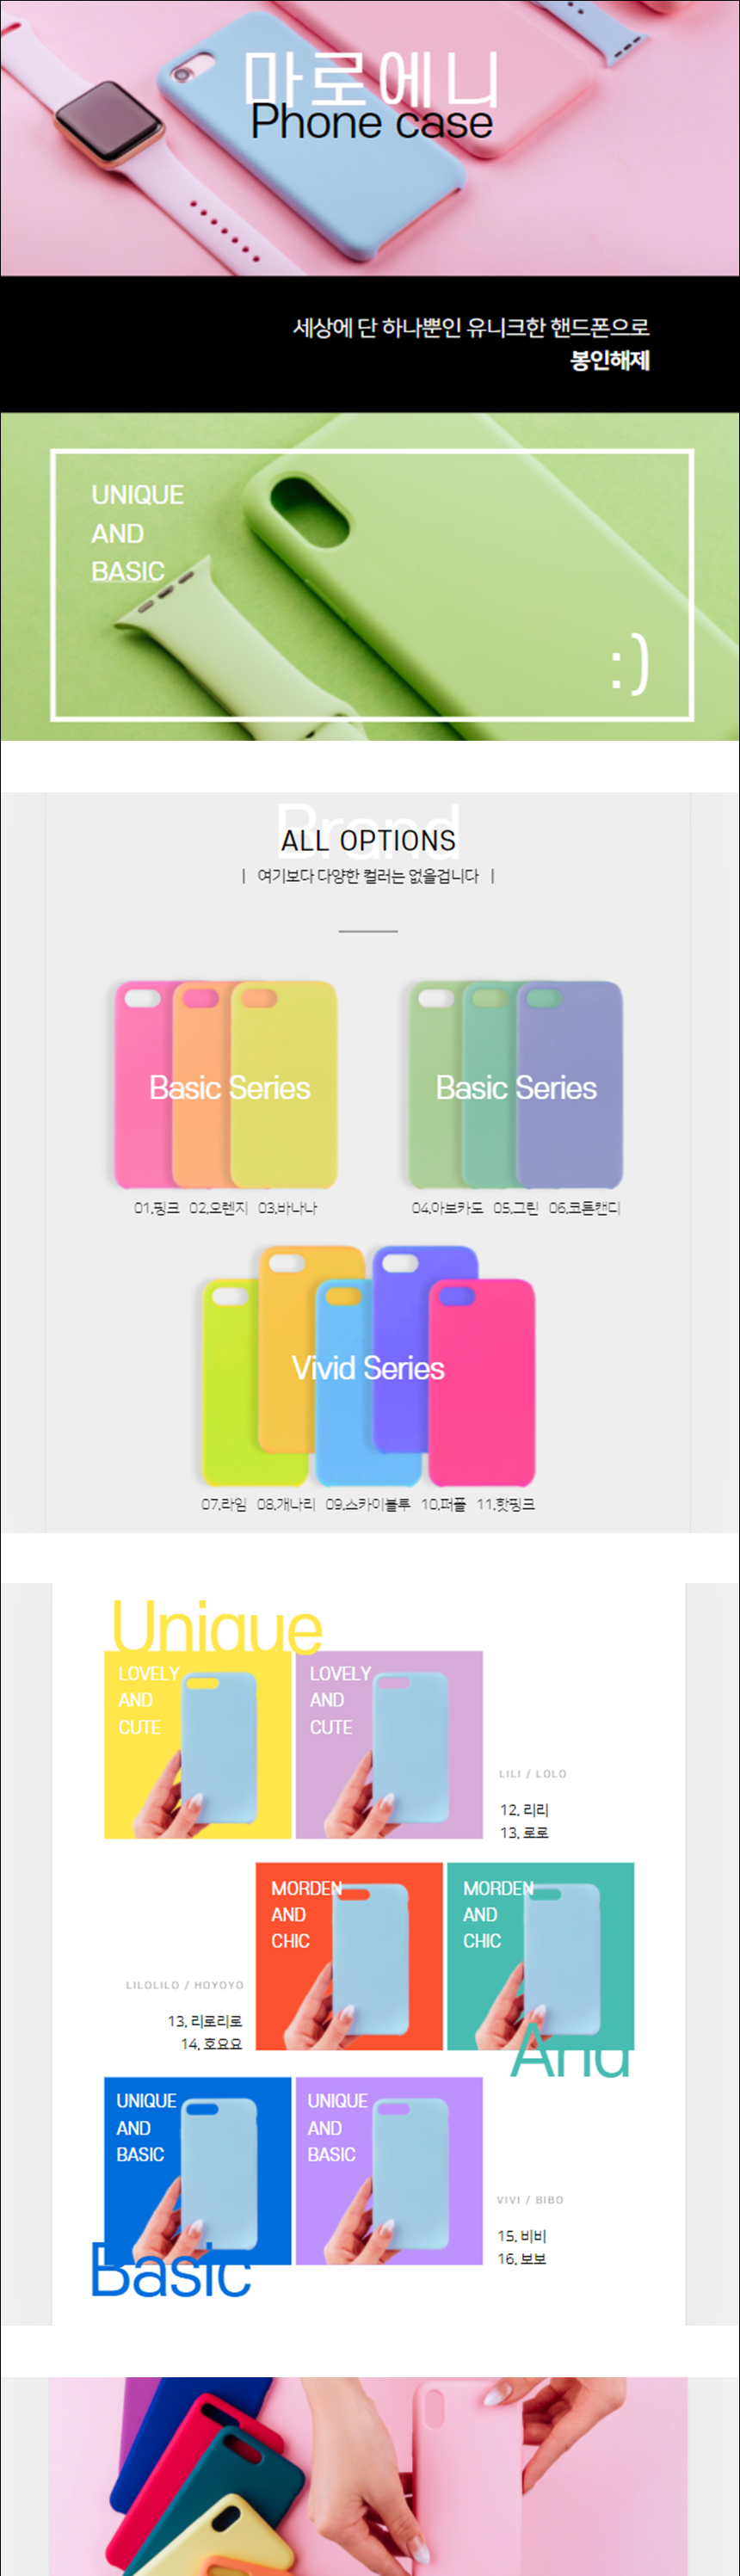 마로에니
Phone case
세상에 단 하나뿐인 유니크한 핸드폰으로
봉인해제
UNIQUE
AND
BASIC
:)
Brand
ALL OPTIONS
| 여기보다 다양한 컬러는 없을겁니다 |
Basic Series
Basic Series
01.핑크 02.오렌지 03.바나나
04.아보카도 05.그린 06.코튼캔디
Vivid Series
07.라임 08.개나리 09.스카이블루 10.퍼플 11.핫핑크
Unique
LOVELY
AND
CUTE
LOVELY
AND
CUTE
LILI / LOLO
12. 리리
13. 로로
MORDEN
AND
CHIC
MORDEN
AND
CHIC
LILOLILO / HOYOYO
13. 리로리로
14. 호요요
And
UNIQUE
AND
BASIC
UNIQUE
AND
BASIC
VIVI / BIBO
15. 비비
16. 보보
Basic